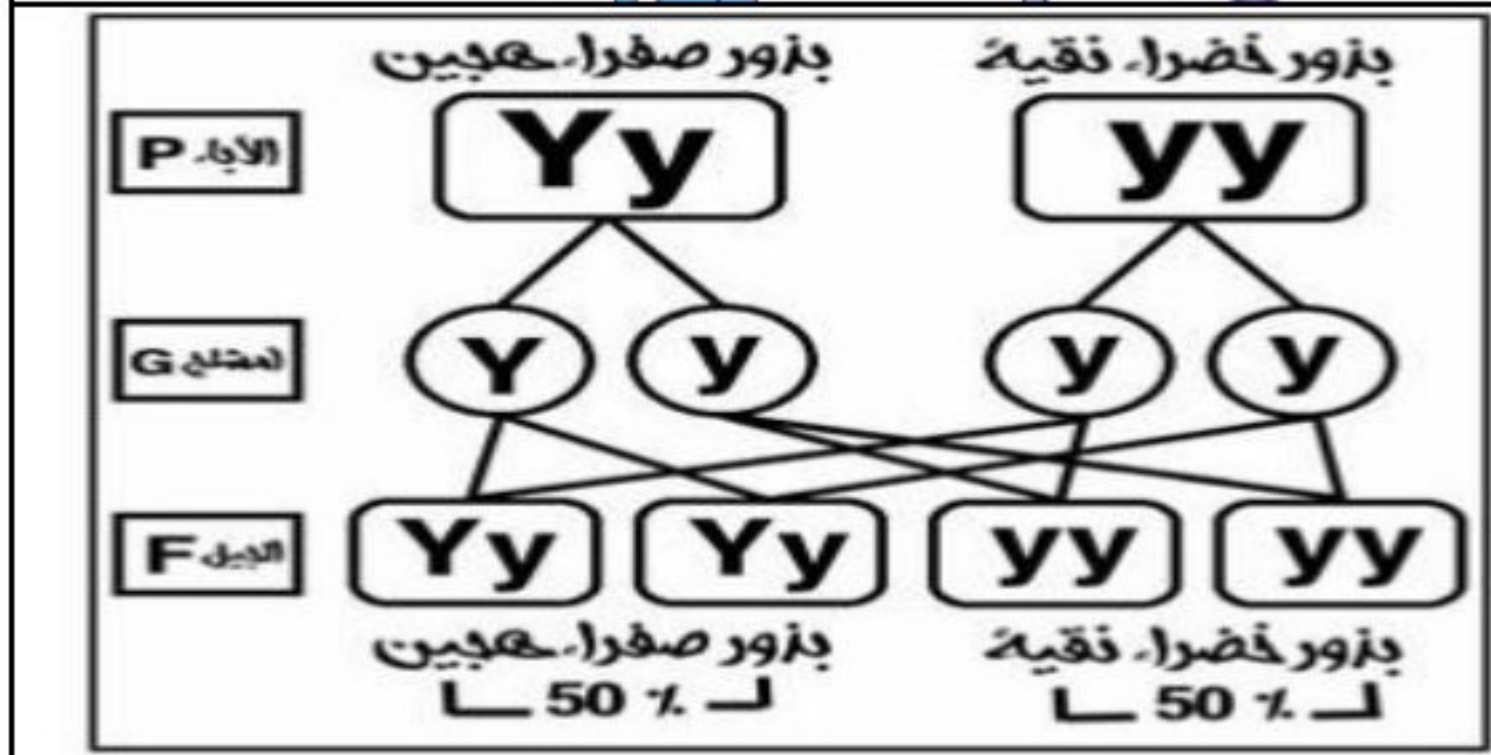 بذور صفراء هجين بذور خضراء نقية
الآباء P Yy yy
الأمشاج G Y y y y
الجيل F Yy Yy yy yy
بذور صفراء هجين بذور خضراء نقية
50 ٪ 50 ٪